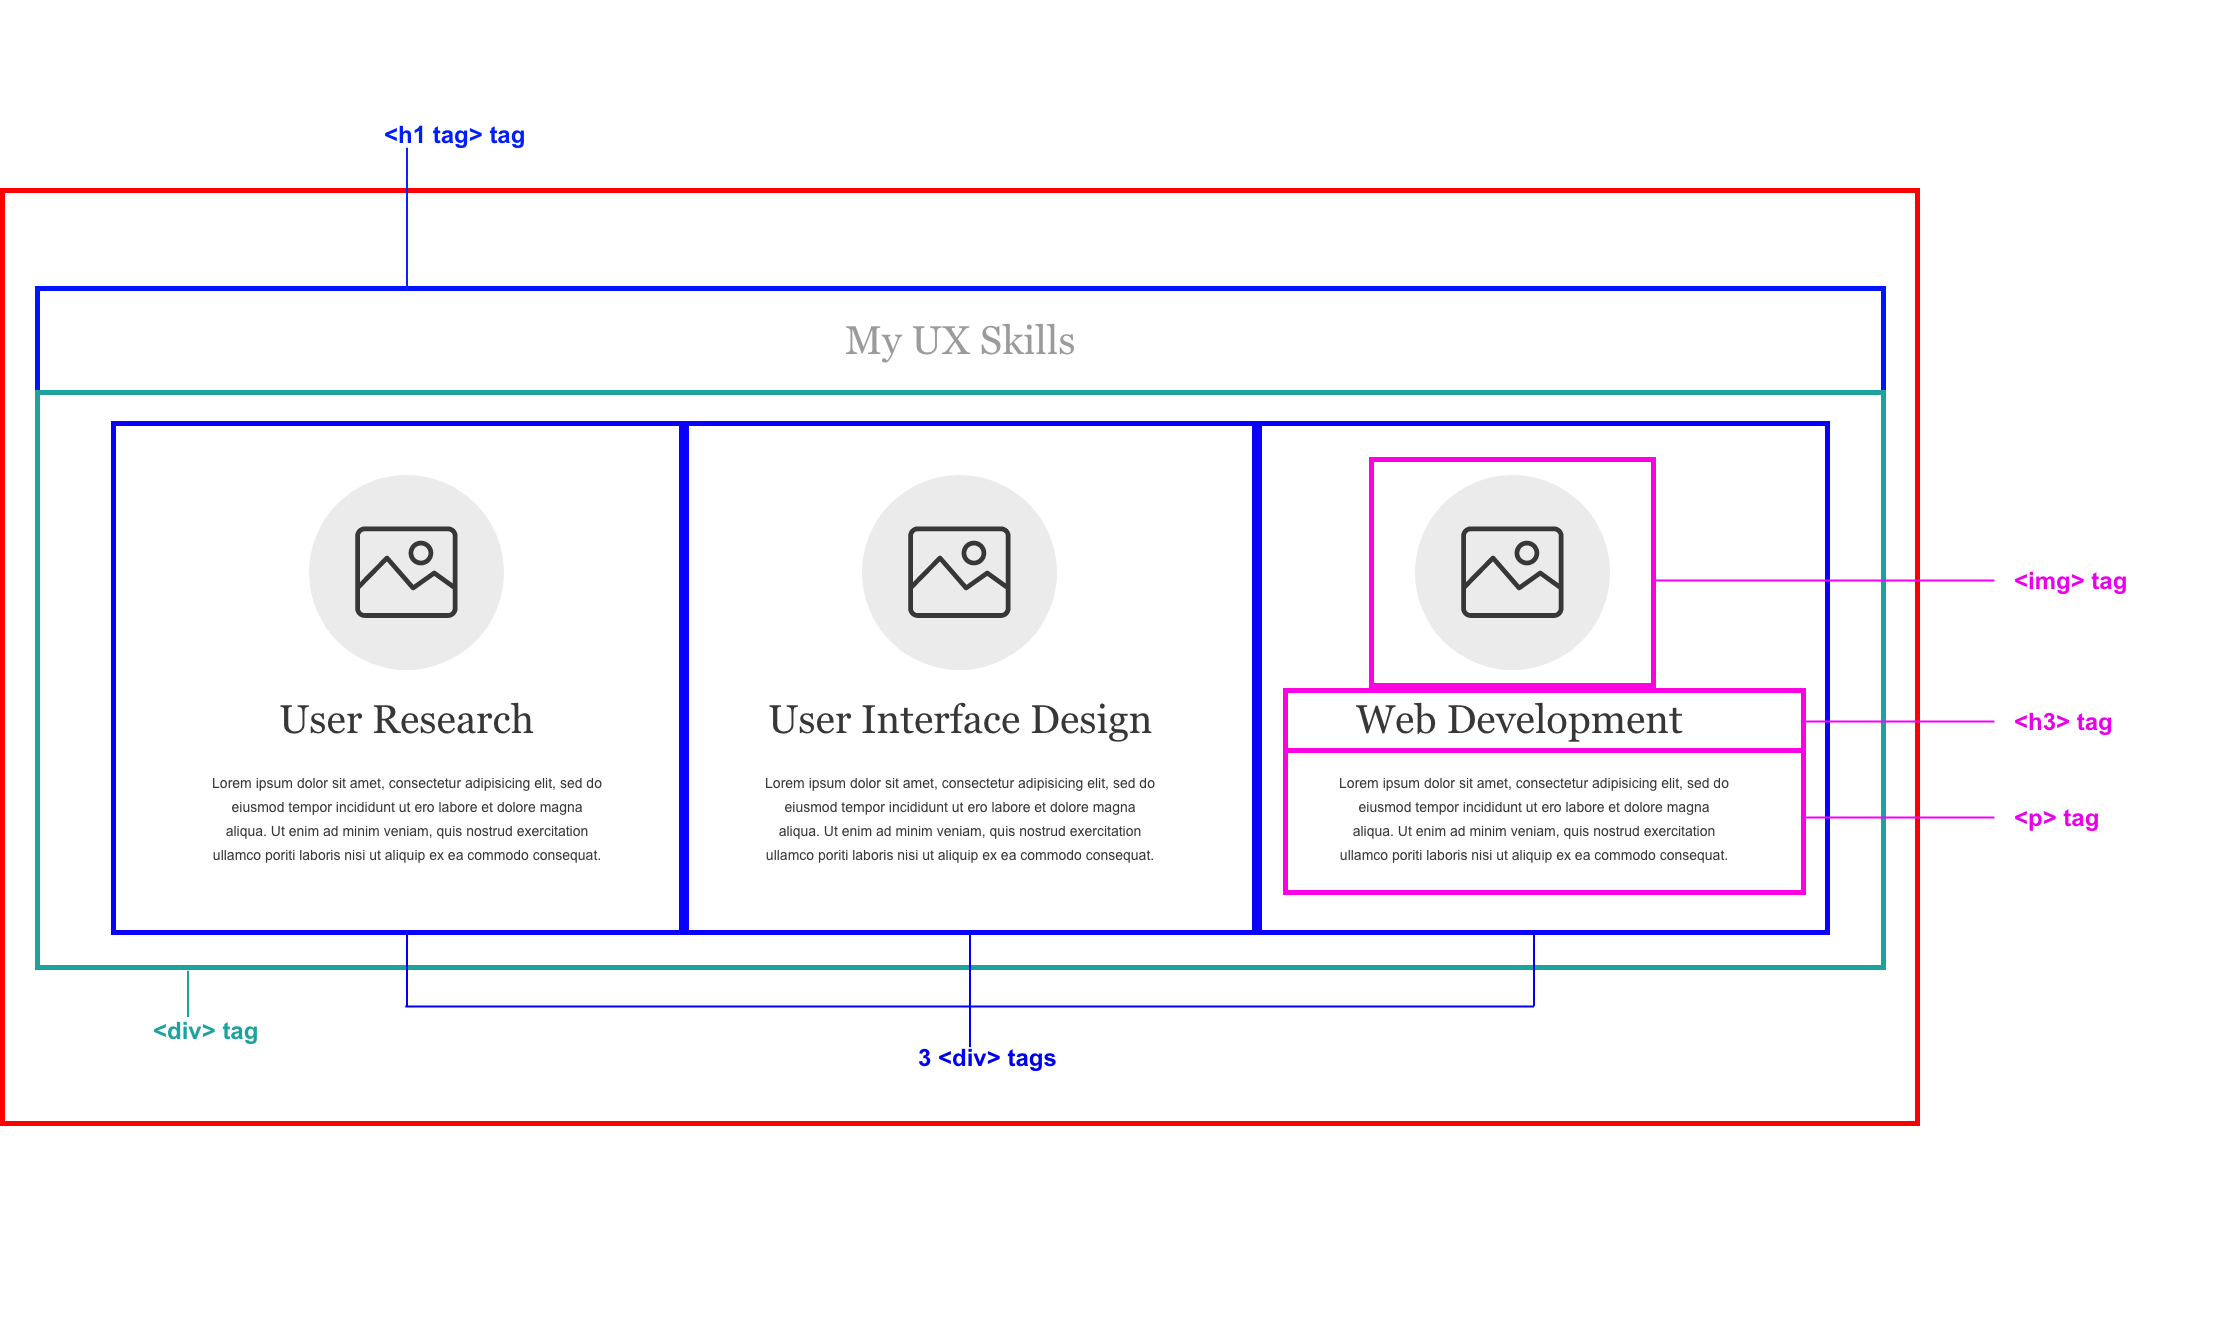 <h1 tag> tag
My UX Skills
User Research
Lorem ipsum dolor sit amet, consectetur adipisicing elit, sed do
eiusmod tempor incididunt ut ero labore et dolore magna
aliqua. Ut enim ad minim veniam, quis nostrud exercitation
ullamco poriti laboris nisi ut aliquip ex ea commodo consequat.
User Interface Design
Lorem ipsum dolor sit amet, consectetur adipisicing elit, sed do
eiusmod tempor incididunt ut ero labore et dolore magna
aliqua. Ut enim ad minim veniam, quis nostrud exercitation
ullamco poriti laboris nisi ut aliquip ex ea commodo consequat.
Web Development
Lorem ipsum dolor sit amet, consectetur adipisicing elit, sed do
eiusmod tempor incididunt ut ero labore et dolore magna
aliqua. Ut enim ad minim veniam, quis nostrud exercitation
ullamco poriti laboris nisi ut aliquip ex ea commodo consequat.
<img> tag
<h3> tag
<p> tag
<div> tag
3 <div> tags